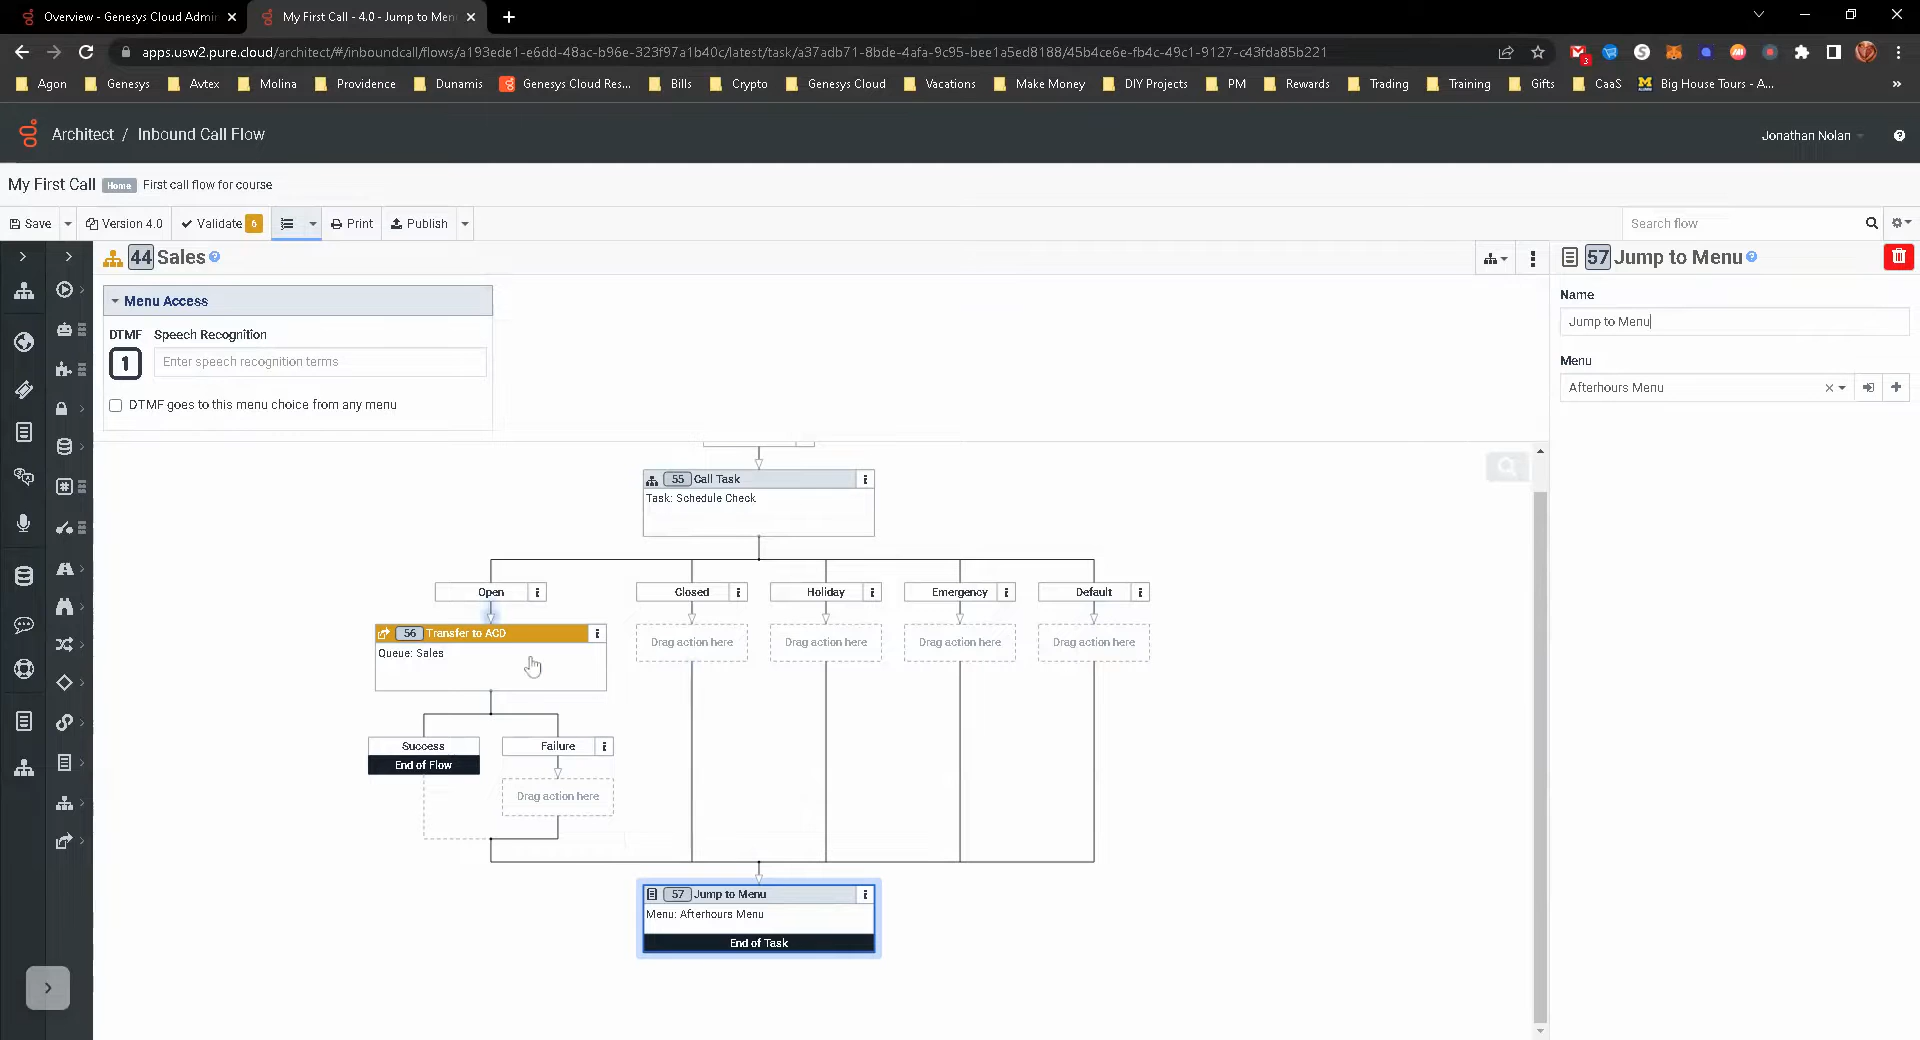 Overview - Genesys Cloud Admi
My First Call - 4.0 - Jump to Menu
apps.usw2.pure.cloud/architect/#/inboundcall/flows/a193ede1-e6dd-48ac-b96e-323f97a1b40c/latest/task/a37adb71-8bde-4afa-9c95-bee1a5ed8188/45b4ce6e-fb4c-49c1-9127-c43fda85b221
3
Agon Genesys Avtex Molina Providence Dunamis Genesys Cloud Res... Bills Crypto Genesys Cloud Vacations Make Money DIY Projects PM Rewards Trading Training Gifts CaaS Big House Tours - A... »
Architect / Inbound Call Flow
Jonathan Nolan
My First Call Home First call flow for course
Save Version 4.0 Validate 6 Print Publish
Search flow
44 Sales
57 Jump to Menu
Menu Access
DTMF Speech Recognition
1 Enter speech recognition terms
DTMF goes to this menu choice from any menu
Name
Jump to Menu
Menu
Afterhours Menu
55 Call Task
Task: Schedule Check
Open Closed Holiday Emergency Default
56 Transfer to ACD
Queue: Sales
Drag action here Drag action here Drag action here Drag action here
Success Failure
End of Flow
Drag action here
57 Jump to Menu
Menu: Afterhours Menu
End of Task